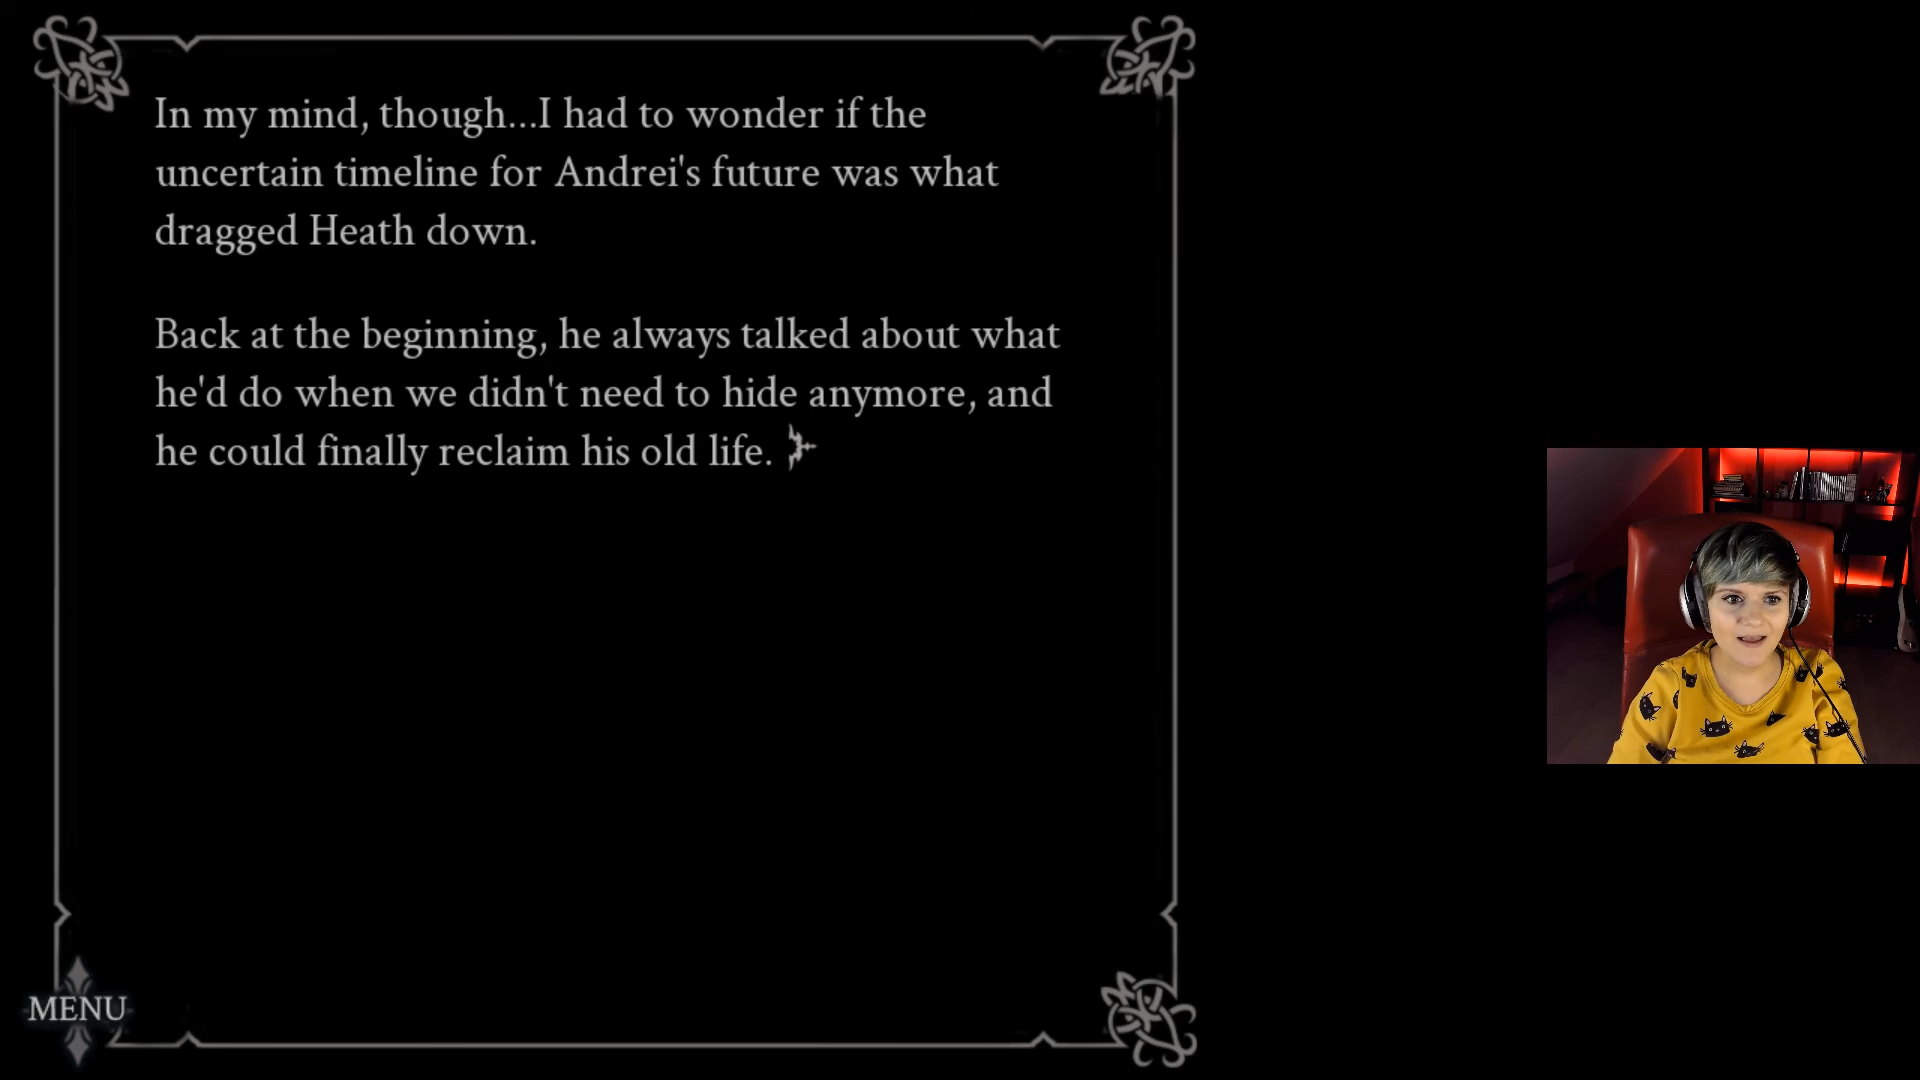 In my mind, though...I had to wonder if the
uncertain timeline for Andrei's future was what
dragged Heath down.
Back at the beginning, he always talked about what
he'd do when we didn't need to hide anymore, and
he could finally reclaim his old life.
MENU